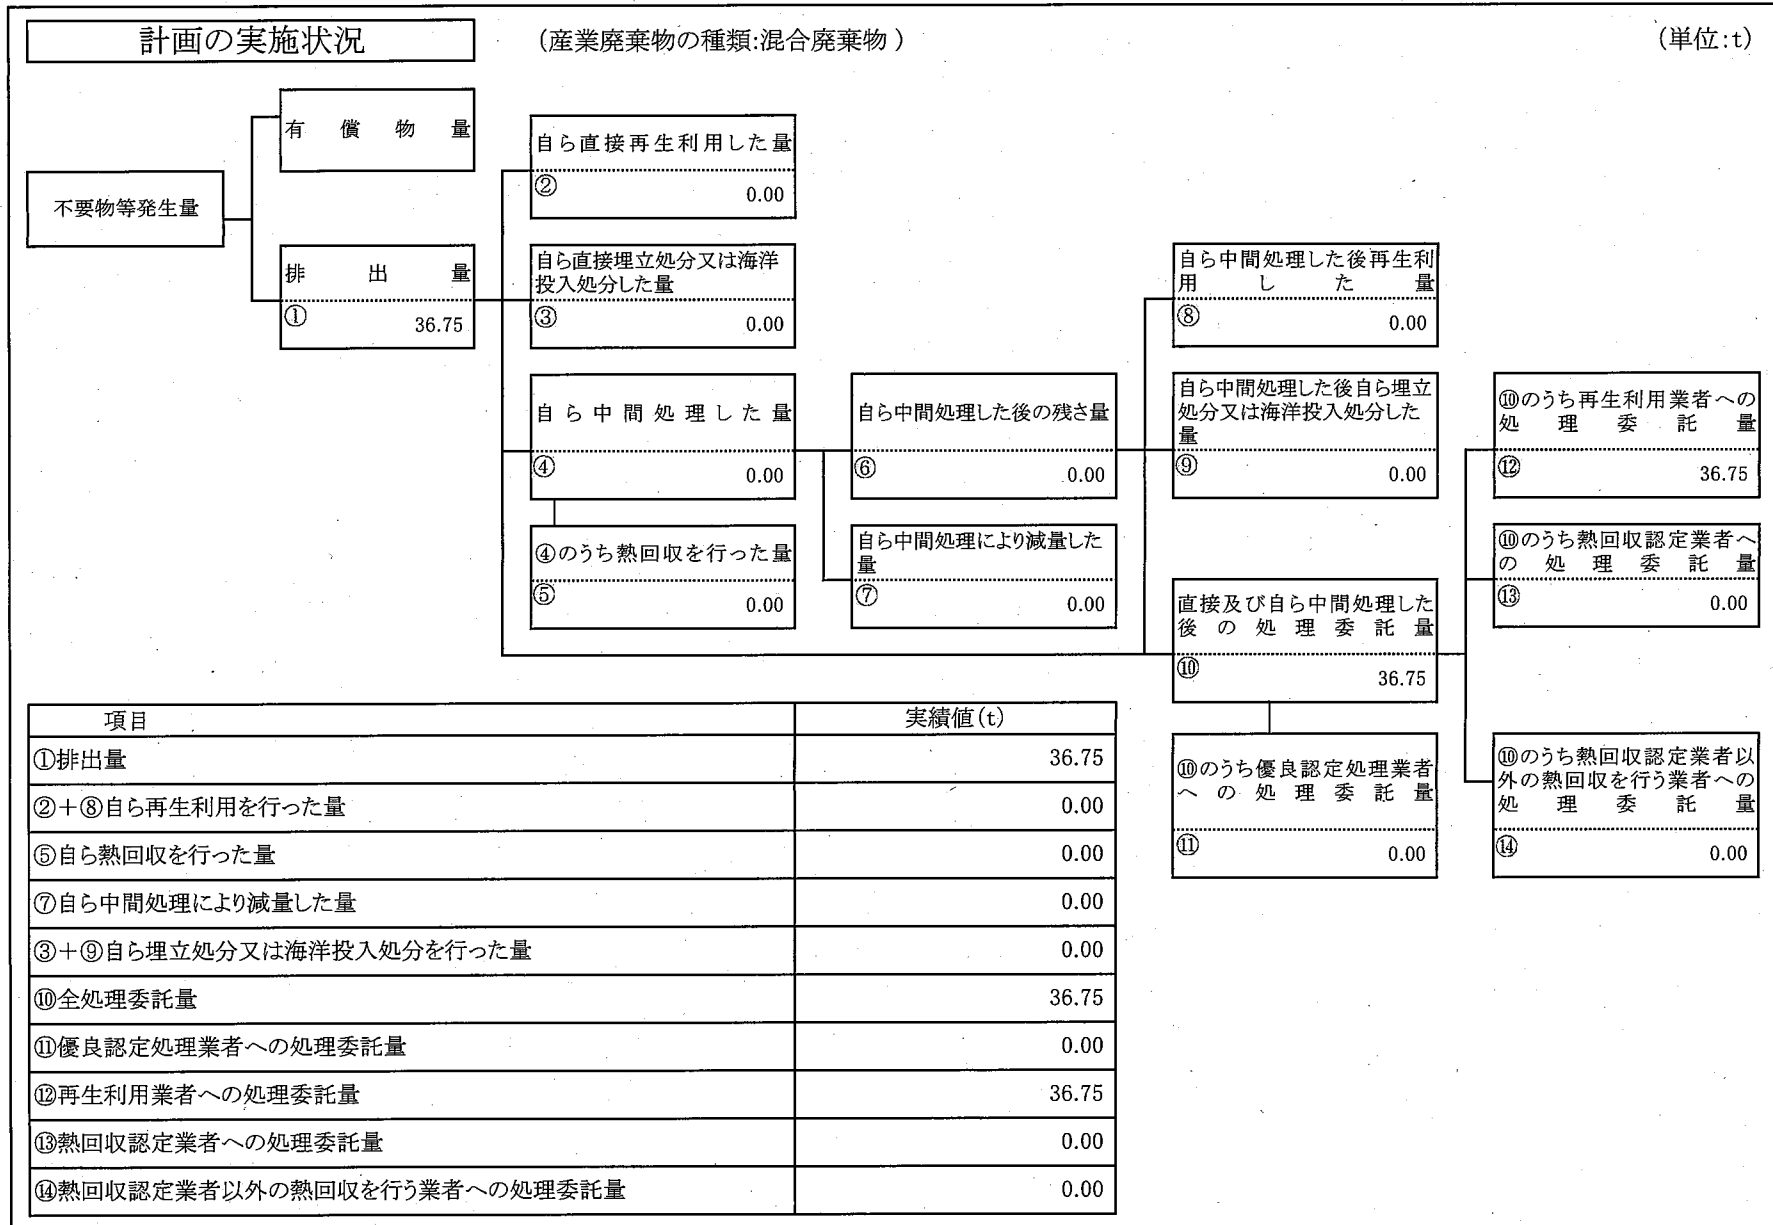 計画の実施状況
(産業廃棄物の種類:混合廃棄物 )
(単位:t)
有償物量
不要物等発生量
排出量
①
36.75
自ら直接再生利用した量
②
0.00
自ら直接埋立処分又は海洋
投入処分した量
③
0.00
自ら中間処理した量
④
0.00
④のうち熱回収を行った量
⑤
0.00
自ら中間処理した後の残さ量
⑥
0.00
自ら中間処理により減量した
量
⑦
0.00
自ら中間処理した後再生利
用した量
⑧
0.00
自ら中間処理した後自ら埋立
処分又は海洋投入処分した
量
⑨
0.00
直接及び自ら中間処理した
後の処理委託量
⑩
36.75
⑩のうち優良認定処理業者
への処理委託量
⑪
0.00
⑩のうち再生利用業者への
処理委託量
⑫
36.75
⑩のうち熱回収認定業者へ
の処理委託量
⑬
0.00
⑩のうち熱回収認定業者以
外の熱回収を行う業者への
処理委託量
⑭
0.00
項目 実績値(t)
①排出量 36.75
②+⑧自ら再生利用を行った量 0.00
⑤自ら熱回収を行った量 0.00
⑦自ら中間処理により減量した量 0.00
③+⑨自ら埋立処分又は海洋投入処分を行った量 0.00
⑩全処理委託量 36.75
⑪優良認定処理業者への処理委託量 0.00
⑫再生利用業者への処理委託量 36.75
⑬熱回収認定業者への処理委託量 0.00
⑭熱回収認定業者以外の熱回収を行う業者への処理委託量 0.00